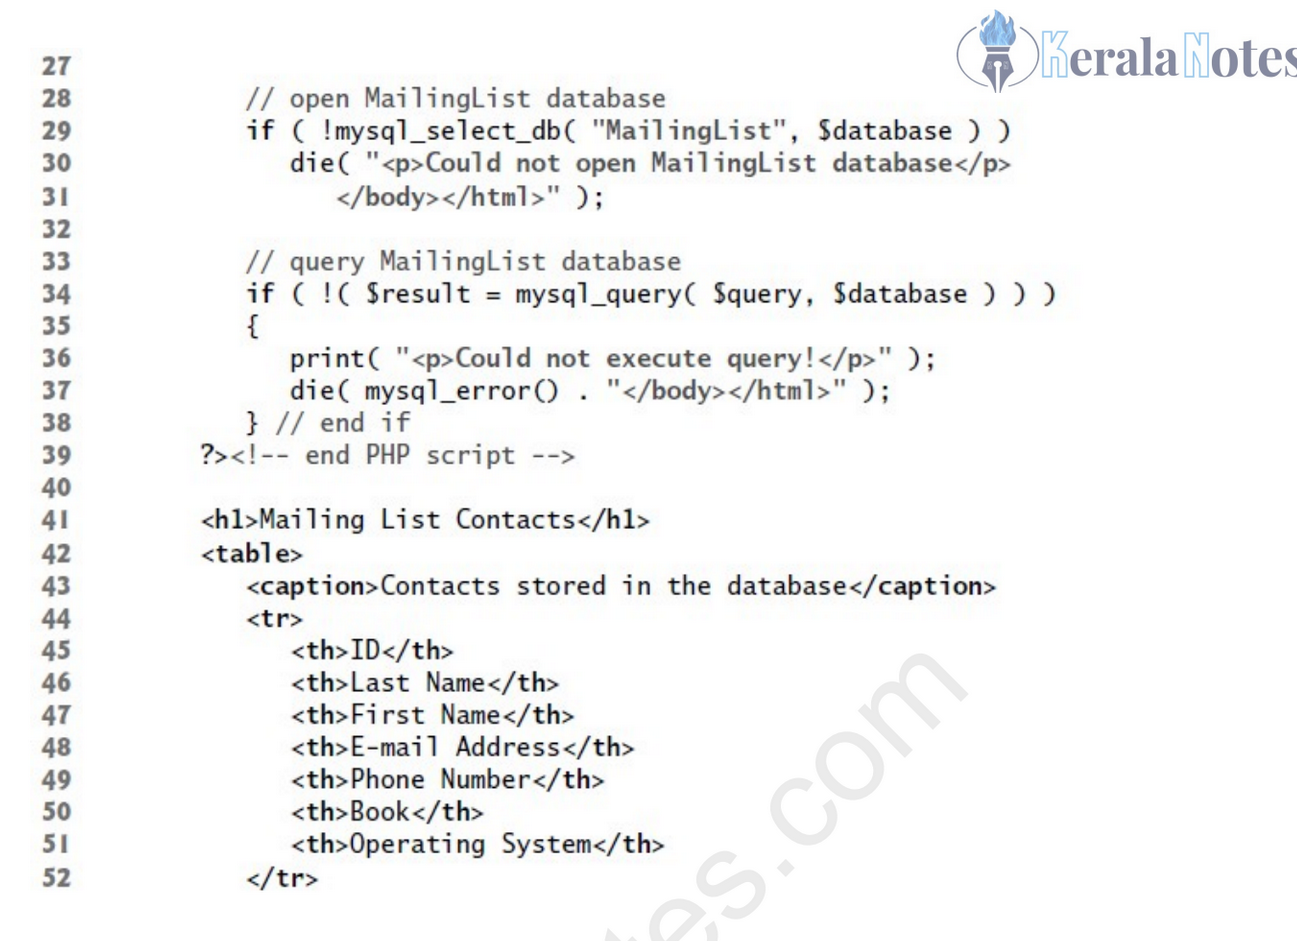 KeralaNotes
27
28 // open MailingList database
29 if ( !mysql_select_db( "MailingList", $database ) )
30 die( "<p>Could not open MailingList database</p>
31 </body></html>" );
32
33 // query MailingList database
34 if ( !( $result = mysql_query( $query, $database ) ) )
35 {
36 print( "<p>Could not execute query!</p>" );
37 die( mysql_error() . "</body></html>" );
38 } // end if
39 ?><!-- end PHP script -->
40
41 <h1>Mailing List Contacts</h1>
42 <table>
43 <caption>Contacts stored in the database</caption>
44 <tr>
45 <th>ID</th>
46 <th>Last Name</th>
47 <th>First Name</th>
48 <th>E-mail Address</th>
49 <th>Phone Number</th>
50 <th>Book</th>
51 <th>Operating System</th>
52 </tr>
tes.com